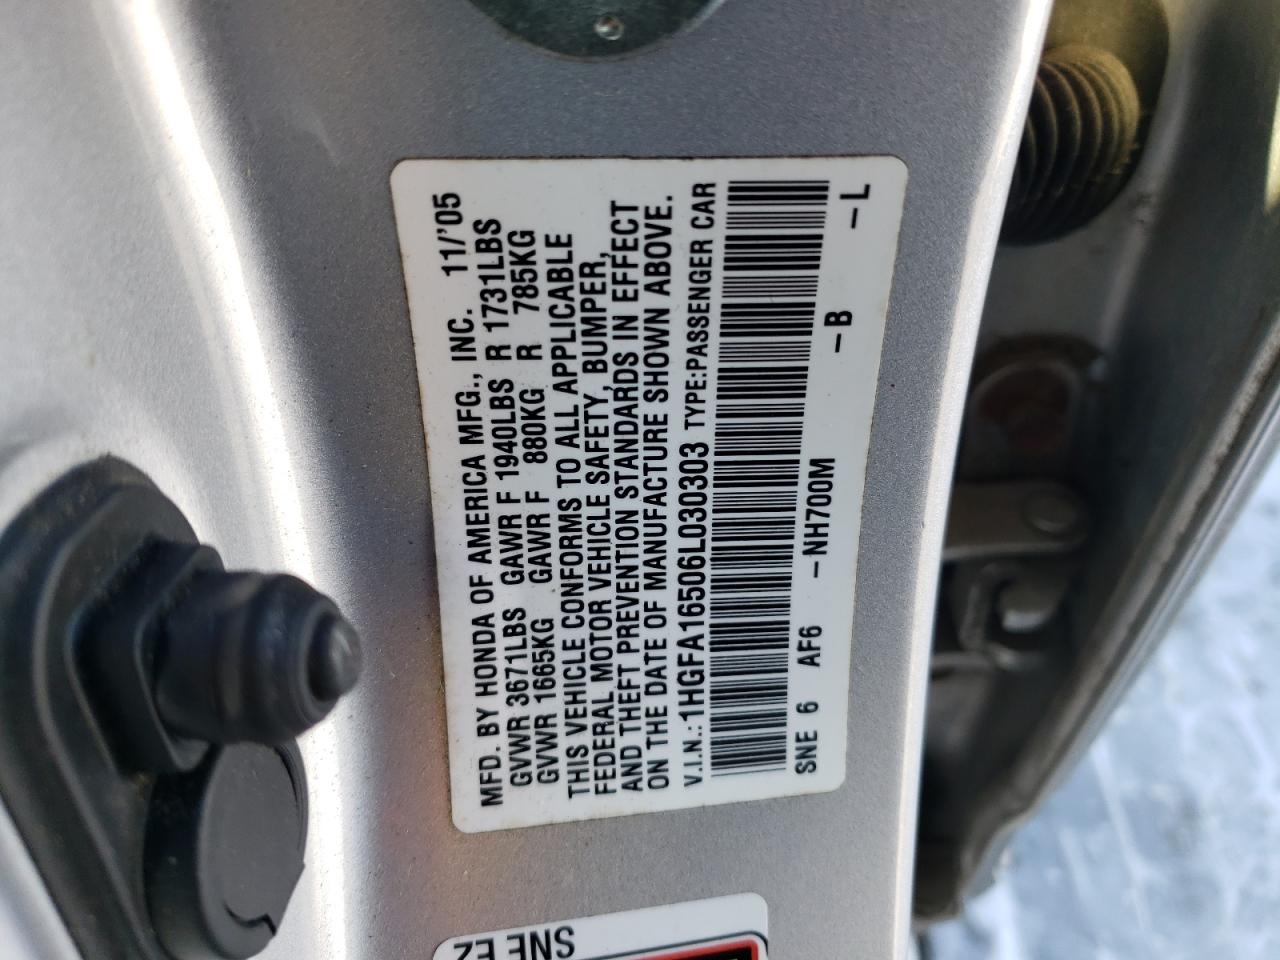 MFD. BY HONDA OF AMERICA MFG., INC. 11/'05
GVWR 3671LBS GAWR F 1940LBS R 1731LBS
GVWR 1665KG GAWR F 880KG R 785KG
THIS VEHICLE CONFORMS TO ALL APPLICABLE
FEDERAL MOTOR VEHICLE SAFETY, BUMPER,
AND THEFT PREVENTION STANDARDS IN EFFECT
ON THE DATE OF MANUFACTURE SHOWN ABOVE.
V.I.N.:1HGFA16506L030303 TYPE:PASSENGER CAR
SNE 6 AF6 -NH700M -B -L
SNE EZ